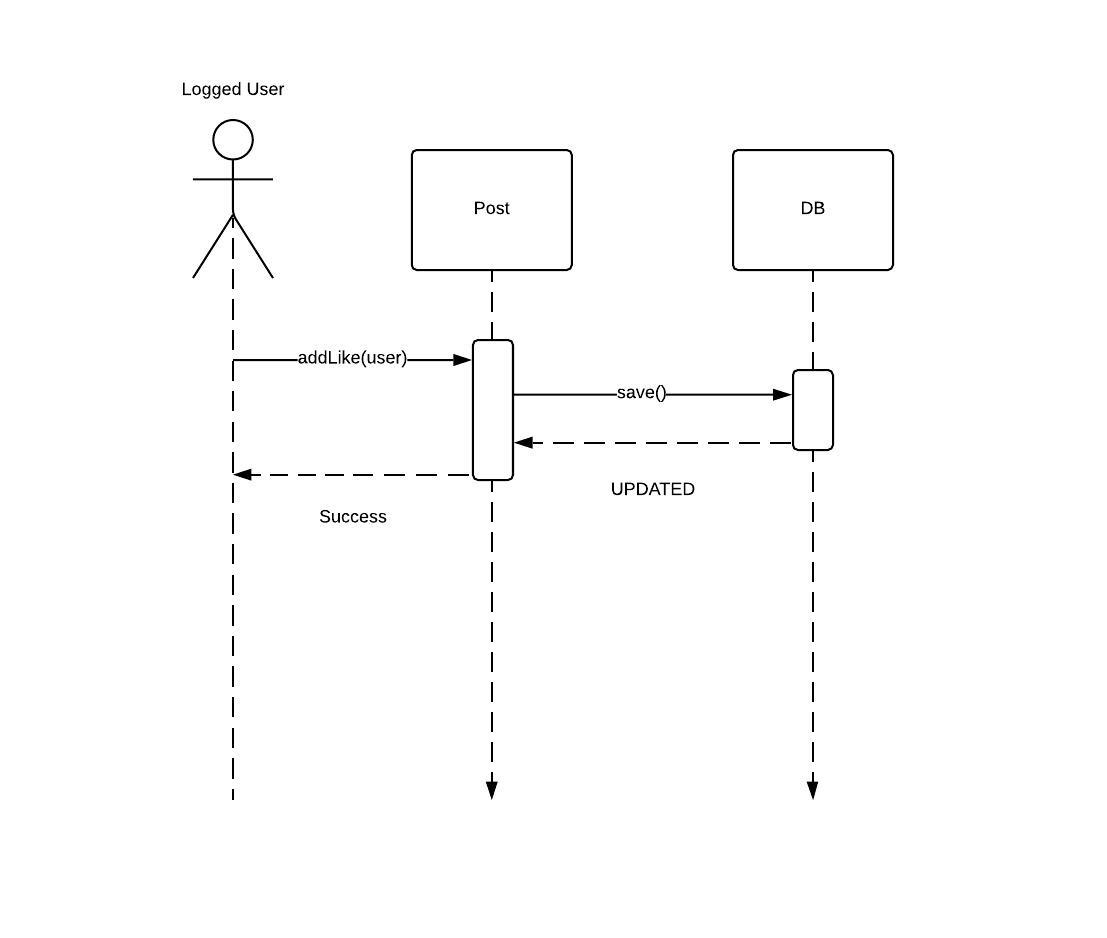 Logged User
Post
DB
addLike(user)
save()
UPDATED
Success